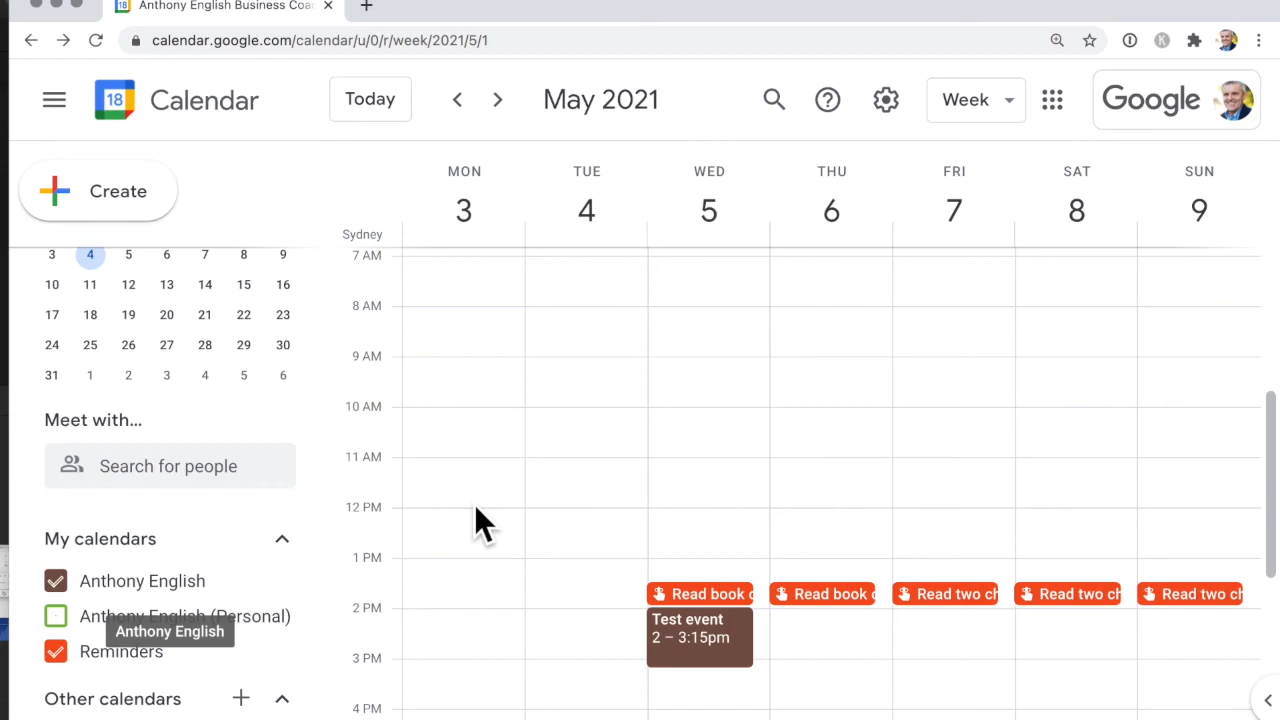 Anthony English Business Coa
calendar.google.com/calendar/u/0/r/week/2021/5/1
18 Calendar Today May 2021 Week Google
Create
MON TUE WED THU FRI SAT SUN
3 4 5 6 7 8 9
Sydney
3 4 5 6 7 8 9
10 11 12 13 14 15 16
17 18 19 20 21 22 23
24 25 26 27 28 29 30
31 1 2 3 4 5 6
Meet with...
Search for people
My calendars
Anthony English
Anthony English (Personal)
Anthony English
Reminders
Other calendars
7 AM
8 AM
9 AM
10 AM
11 AM
12 PM
1 PM
2 PM
3 PM
4 PM
Read book c Read book c Read two ch Read two ch Read two ch
Test event
2 – 3:15pm